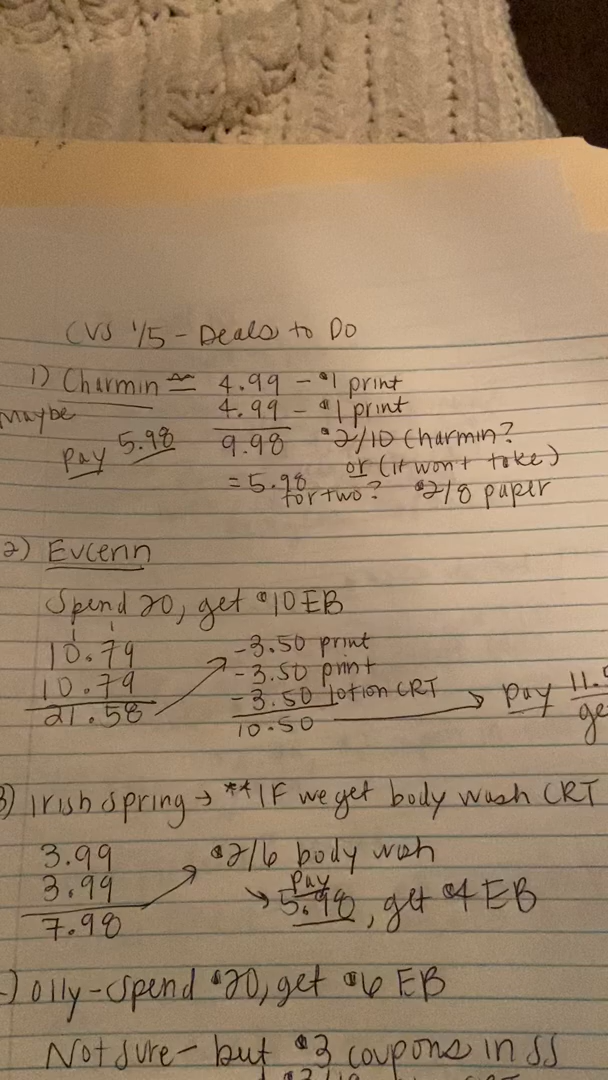 CVS 1/5 - Deals to Do
1) Charmin = 4.99 - $1 print
Maybe 4.99 - $1 print
Pay 5.98 9.98 $2/10 Charmin?
or (it won't take)
= 5.98 for two? $2/8 paper
2) Eucerin
Spend 20, get $10 EB
10.79 -3.50 print
10.79 -3.50 print
21.58 -3.50 lotion CRT
10.50 Pay 11.
3) Irish Spring → **IF we get body wash CRT
3.99 $2/6 body wash
3.99 Pay
7.98 5.98, get $4 EB
Olly - Spend $20, get $6 EB
Not sure - but $3 coupons in SS